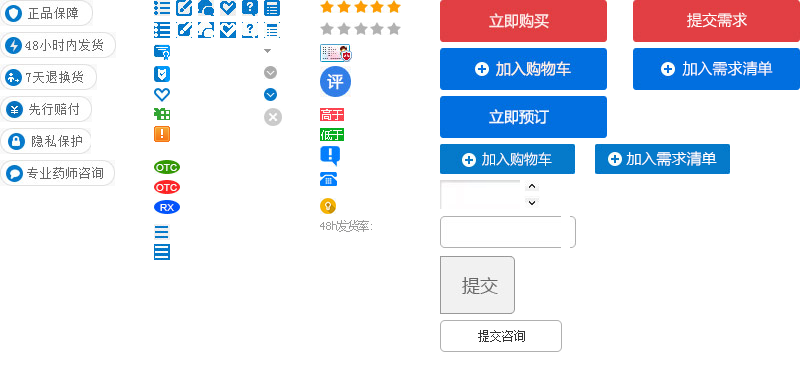 正品保障
48小时内发货
7天退换货
先行赔付
隐私保护
专业药师咨询
OTC
OTC
RX
评
高于
低于
48h发货率:
立即购买
提交需求
加入购物车
加入需求清单
立即预订
加入购物车
加入需求清单
提交
提交咨询